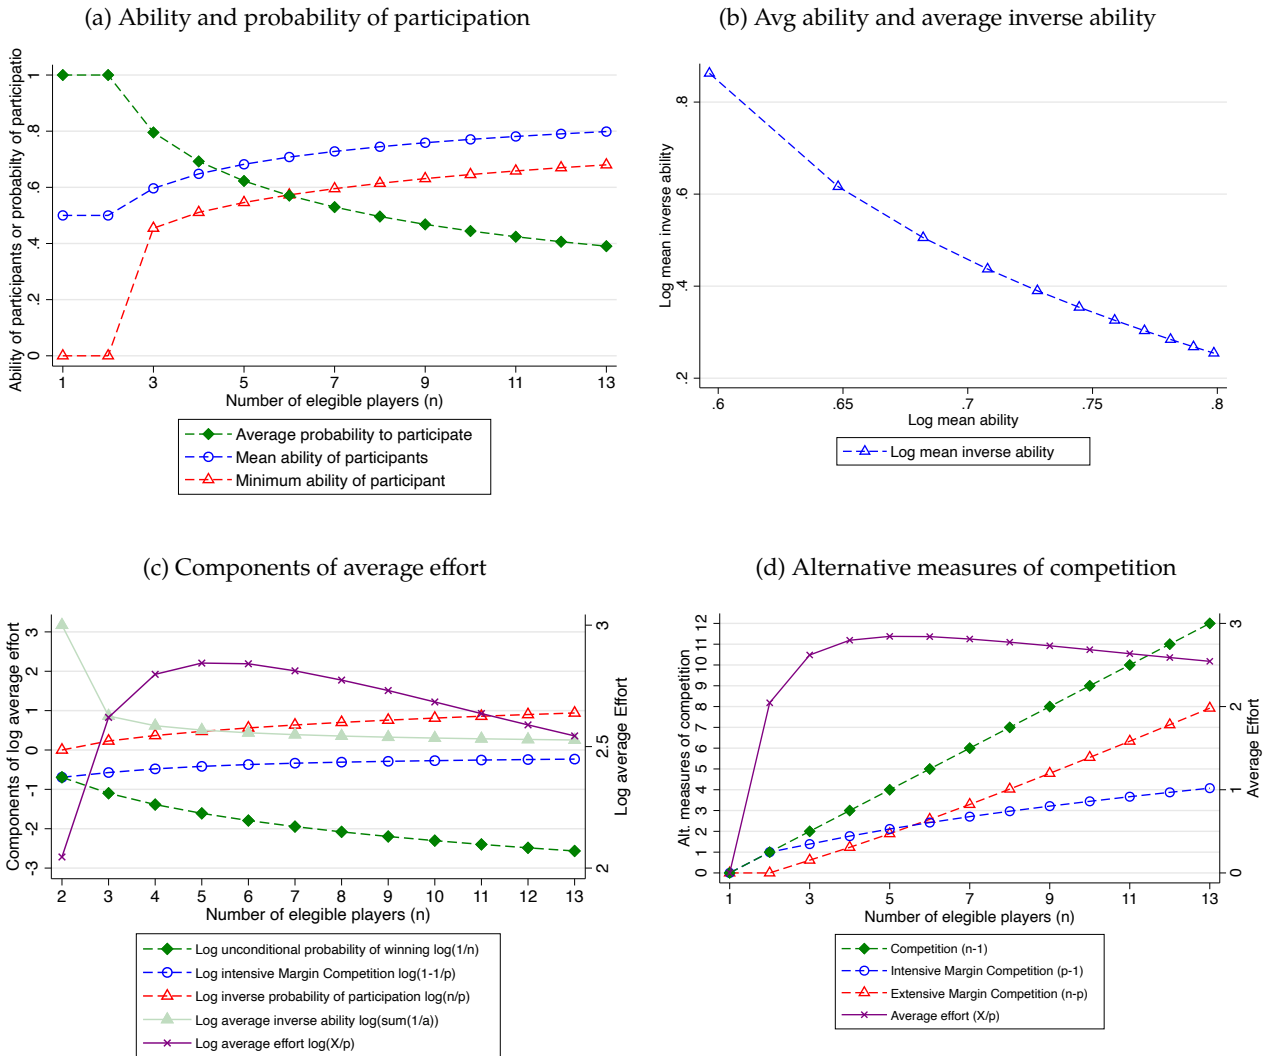 (a) Ability and probability of participation
Ability of participants or probability of participatio
0 .2 .4 .6 .8 1
1 3 5 7 9 11 13
Number of elegible players (n)
Average probability to participate
Mean ability of participants
Minimum ability of participant
(b) Avg ability and average inverse ability
Log mean inverse ability
.2 .4 .6 .8
.6 .65 .7 .75 .8
Log mean ability
Log mean inverse ability
(c) Components of average effort
Components of log average effort
-3 -2 -1 0 1 2 3
2 2.5 3
Log average Effort
2 3 4 5 6 7 8 9 10 11 12 13
Number of elegible players (n)
Log unconditional probability of winning log(1/n)
Log intensive Margin Competition log(1-1/p)
Log inverse probability of participation log(n/p)
Log average inverse ability log(sum(1/a))
Log average effort log(X/p)
(d) Alternative measures of competition
Alt. measures of competition
0 1 2 3 4 5 6 7 8 9 10 11 12
0 1 2 3
Average Effort
1 3 5 7 9 11 13
Number of elegible players (n)
Competition (n-1)
Intensive Margin Competition (p-1)
Extensive Margin Competition (n-p)
Average effort (X/p)